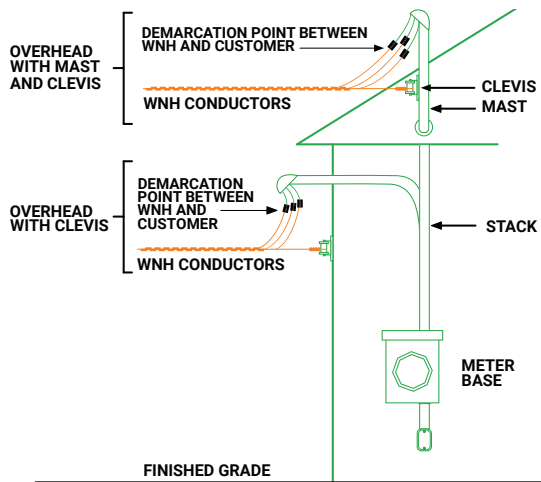 OVERHEAD
WITH MAST
AND CLEVIS
DEMARCATION POINT BETWEEN
WNH AND CUSTOMER
WNH CONDUCTORS
CLEVIS
MAST
OVERHEAD
WITH CLEVIS
DEMARCATION
POINT BETWEEN
WNH AND
CUSTOMER
WNH CONDUCTORS
STACK
METER
BASE
FINISHED GRADE